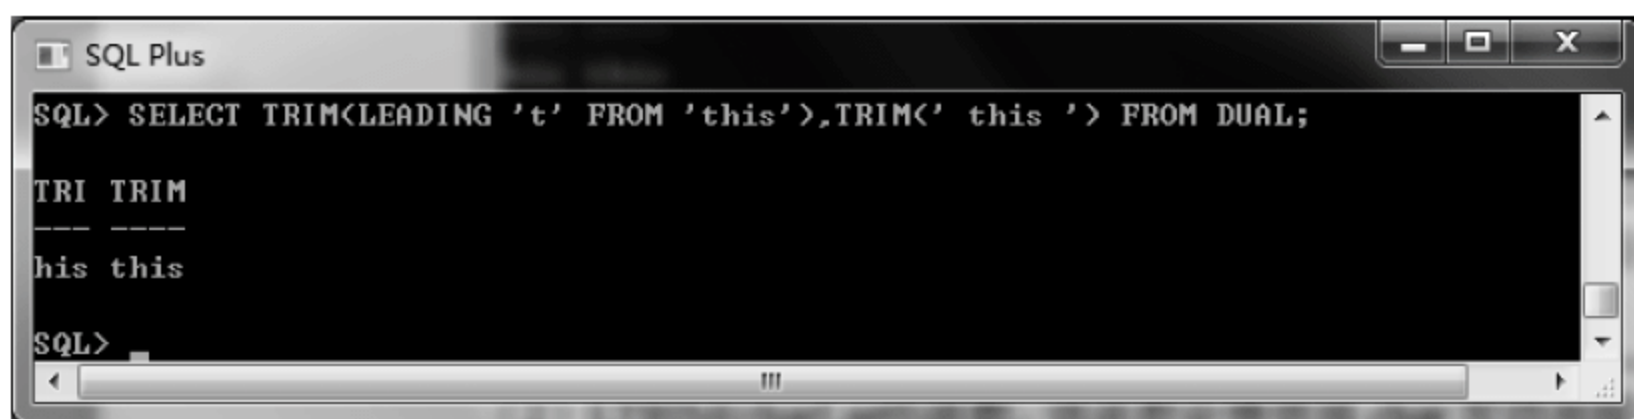 SQL Plus
SQL> SELECT TRIM(LEADING 't' FROM 'this'),TRIM(' this ') FROM DUAL;
TRI TRIM
--- ----
his this
SQL> _